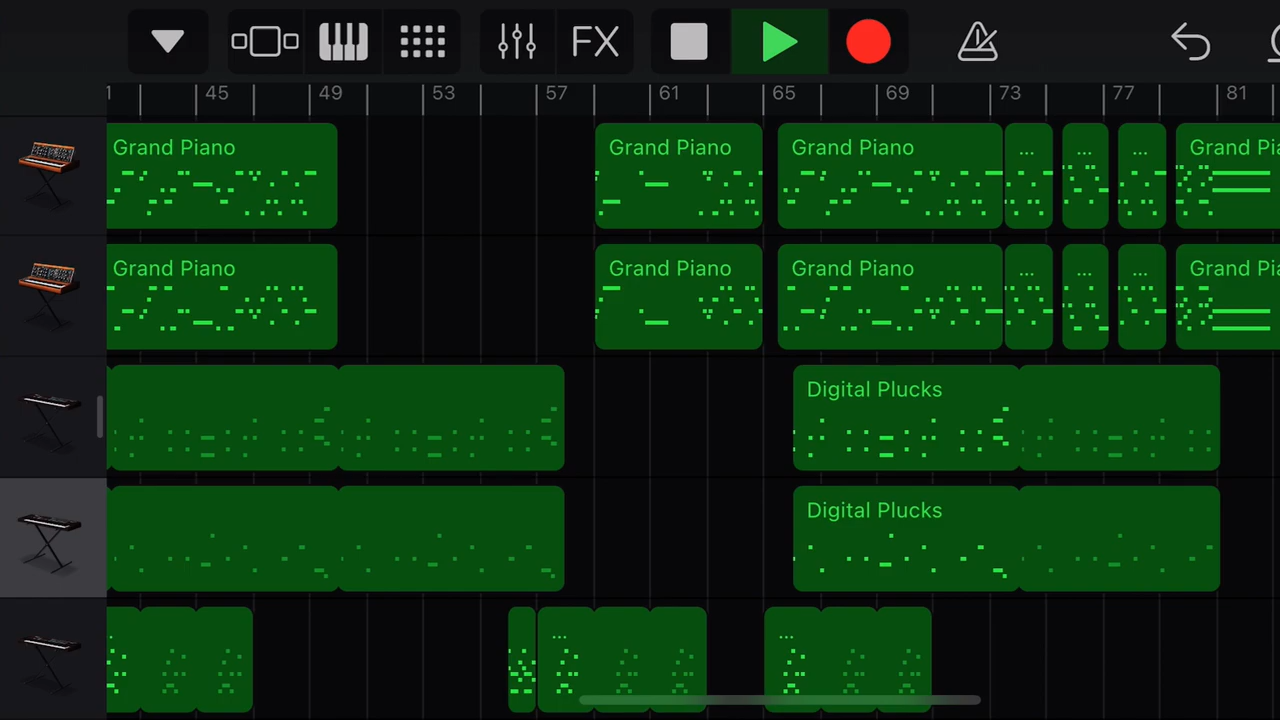 FX
45 49 53 57 61 65 69 73 77 81
Grand Piano Grand Piano Grand Piano ... ... ... Grand Pia
Grand Piano Grand Piano Grand Piano ... ... ... Grand Pia
Digital Plucks
Digital Plucks
... ...